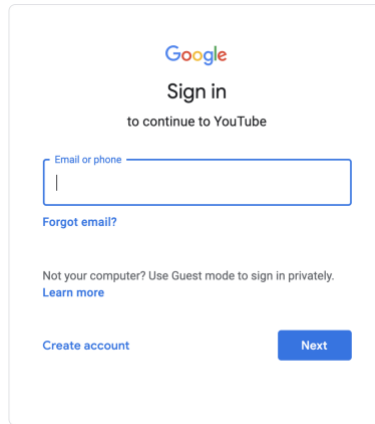 Google
Sign in
to continue to YouTube
Email or phone
Forgot email?
Not your computer? Use Guest mode to sign in privately.
Learn more
Create account
Next